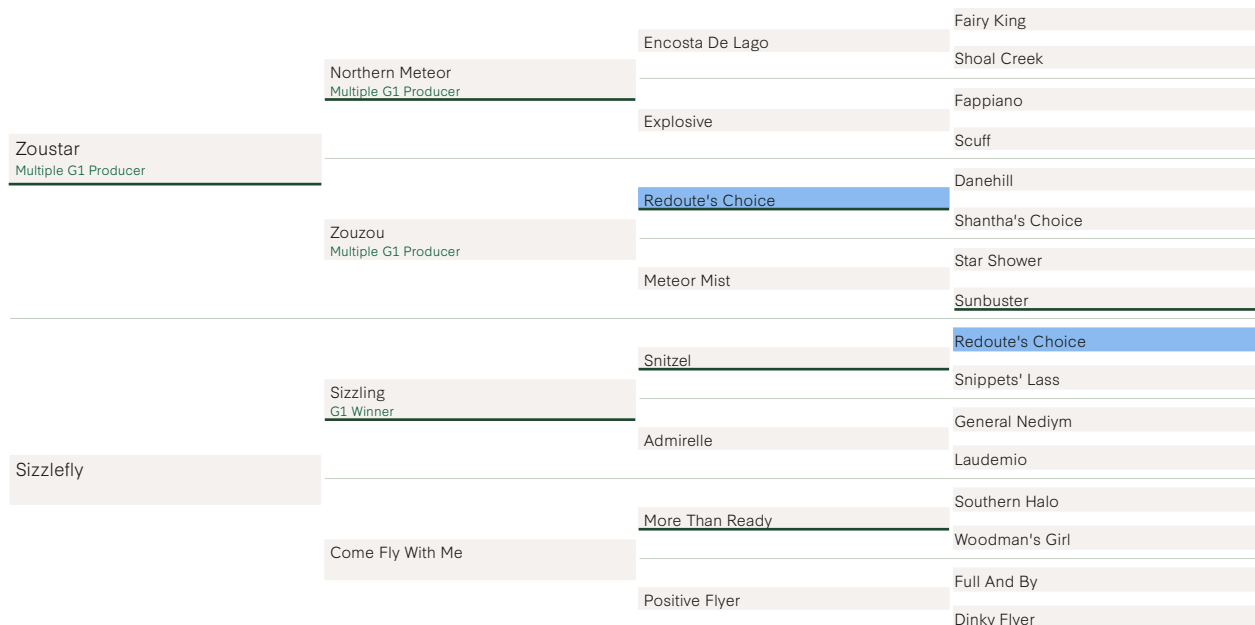 Zoustar
Multiple G1 Producer
Sizzlefly
Northern Meteor
Multiple G1 Producer
Zouzou
Multiple G1 Producer
Sizzling
G1 Winner
Come Fly With Me
Encosta De Lago
Explosive
Redoute's Choice
Meteor Mist
Snitzel
Admirelle
More Than Ready
Positive Flyer
Fairy King
Shoal Creek
Fappiano
Scuff
Danehill
Shantha's Choice
Star Shower
Sunbuster
Redoute's Choice
Snippets' Lass
General Nediym
Laudemio
Southern Halo
Woodman's Girl
Full And By
Dinky Flyer